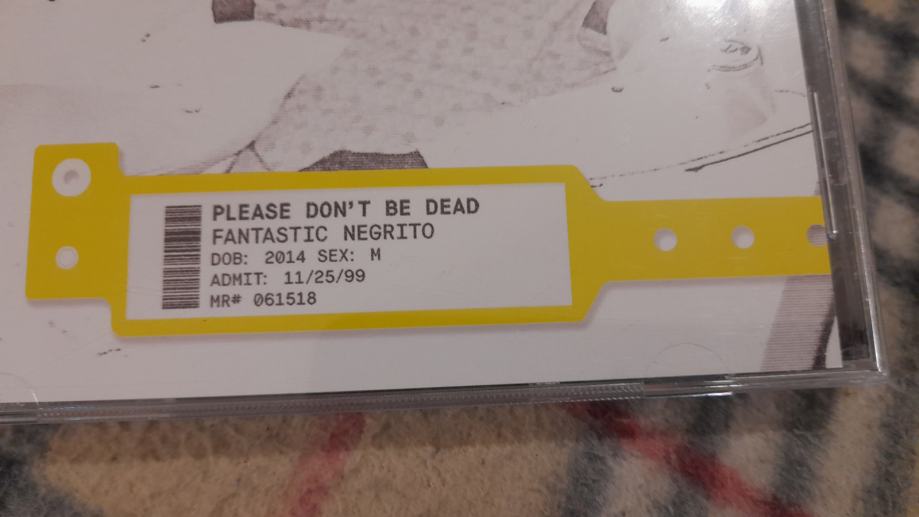 PLEASE DON'T BE DEAD
FANTASTIC NEGRITO
DOB: 2014 SEX: M
ADMIT: 11/25/99
MR# 061518